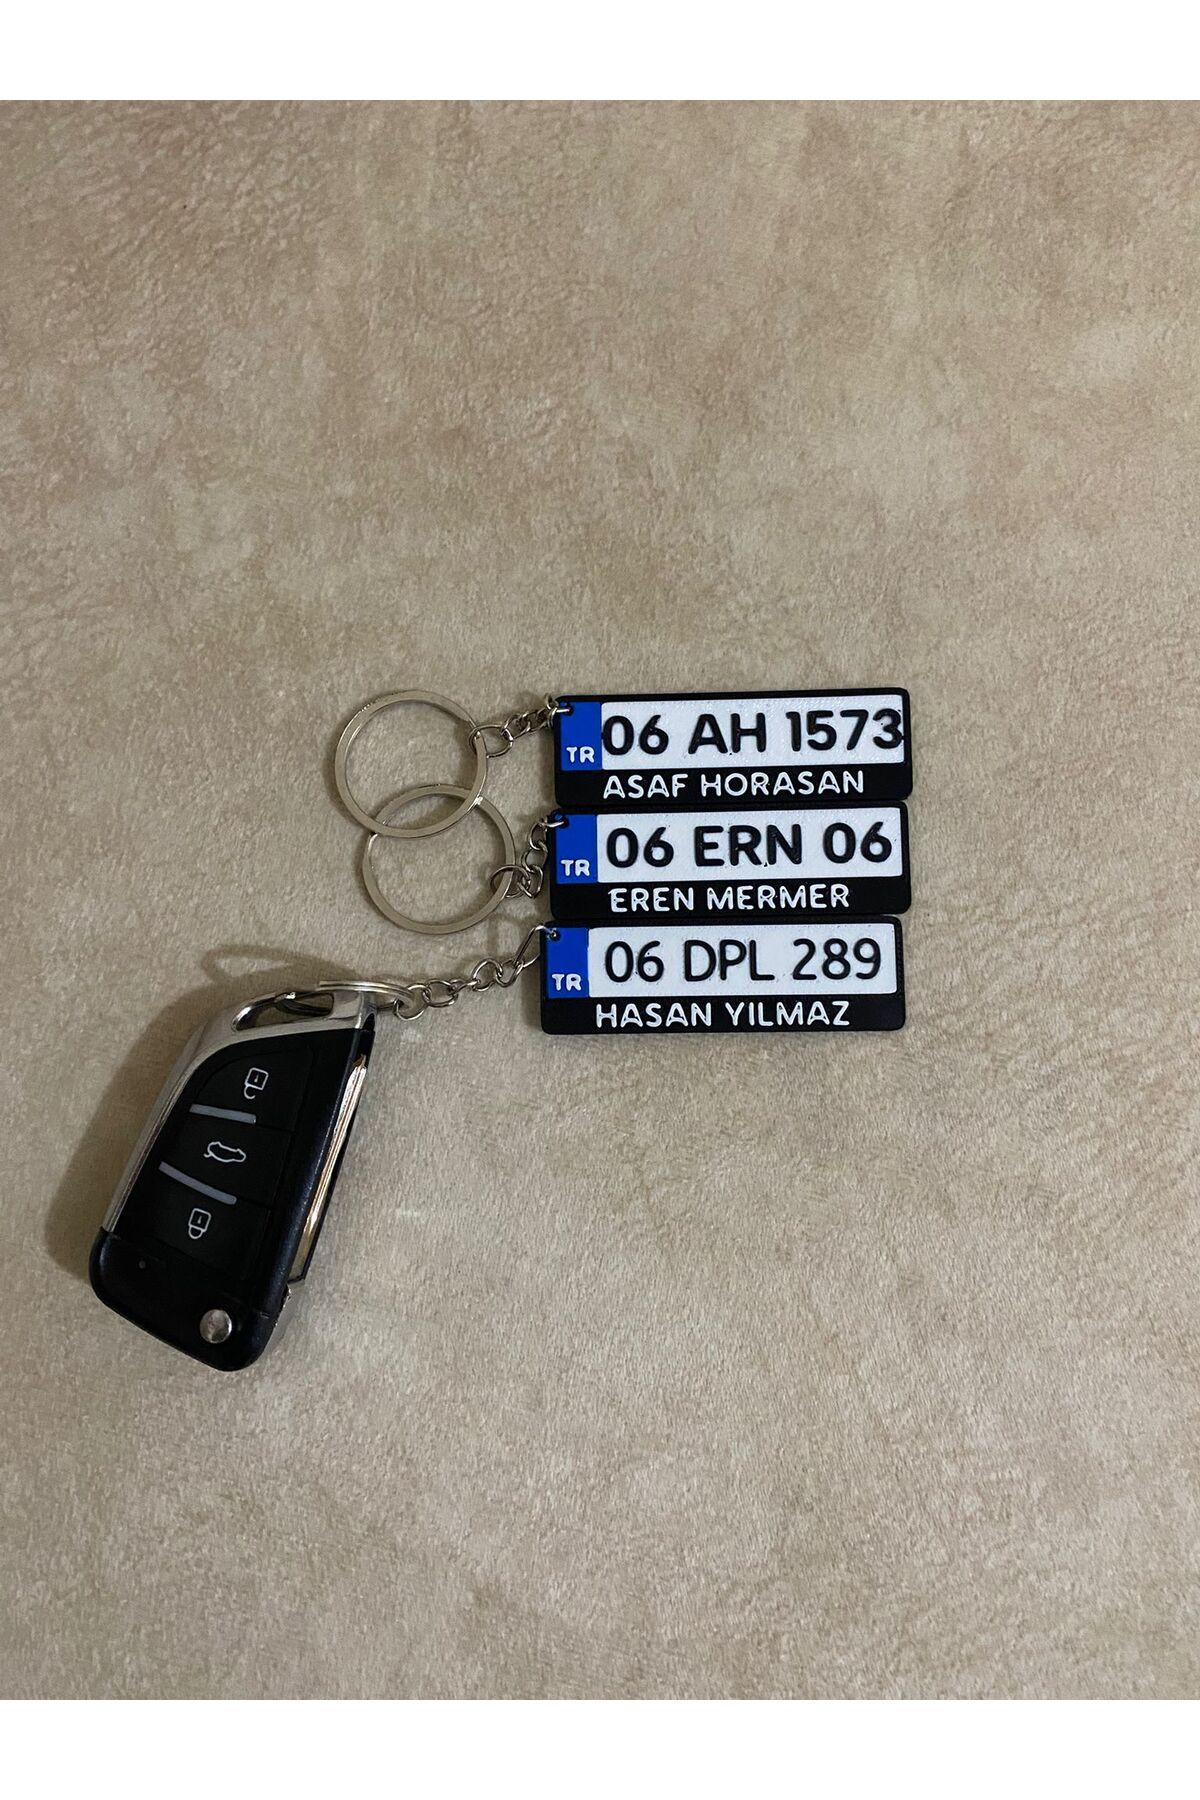 TR 06 AH 1573
ASAF HORASAN
TR 06 ERN 06
EREN MERMER
TR 06 DPL 289
HASAN YILMAZ